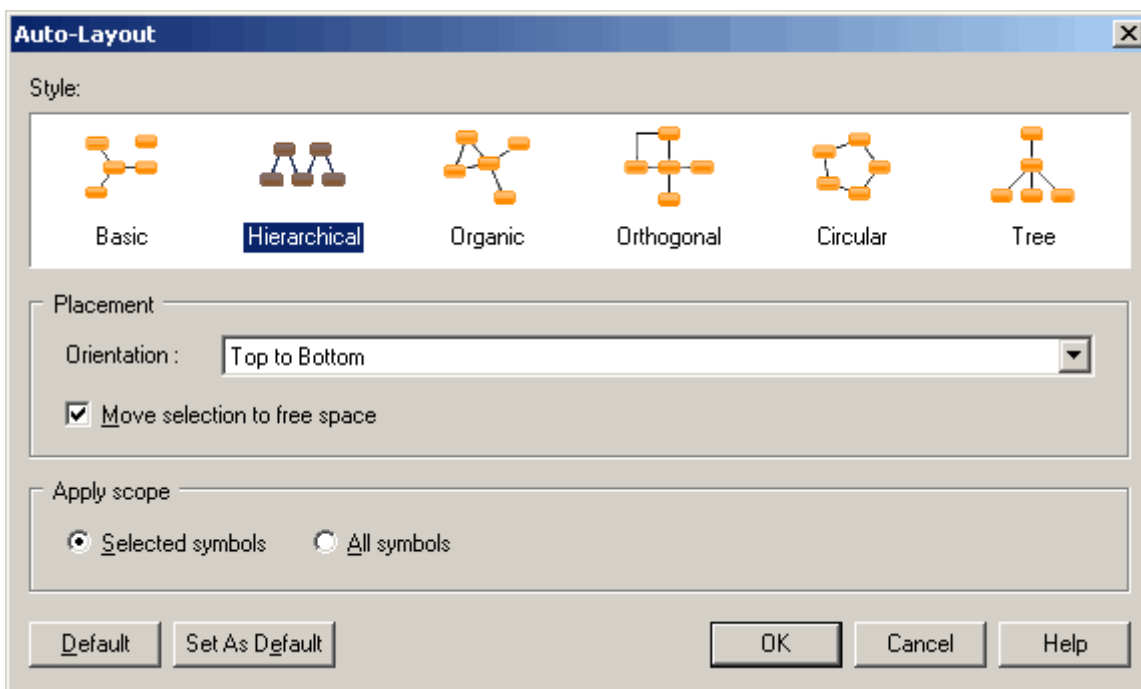 Auto-Layout
Style:
Basic Hierarchical Organic Orthogonal Circular Tree
Placement
Orientation : Top to Bottom
Move selection to free space
Apply scope
Selected symbols All symbols
Default Set As Default OK Cancel Help